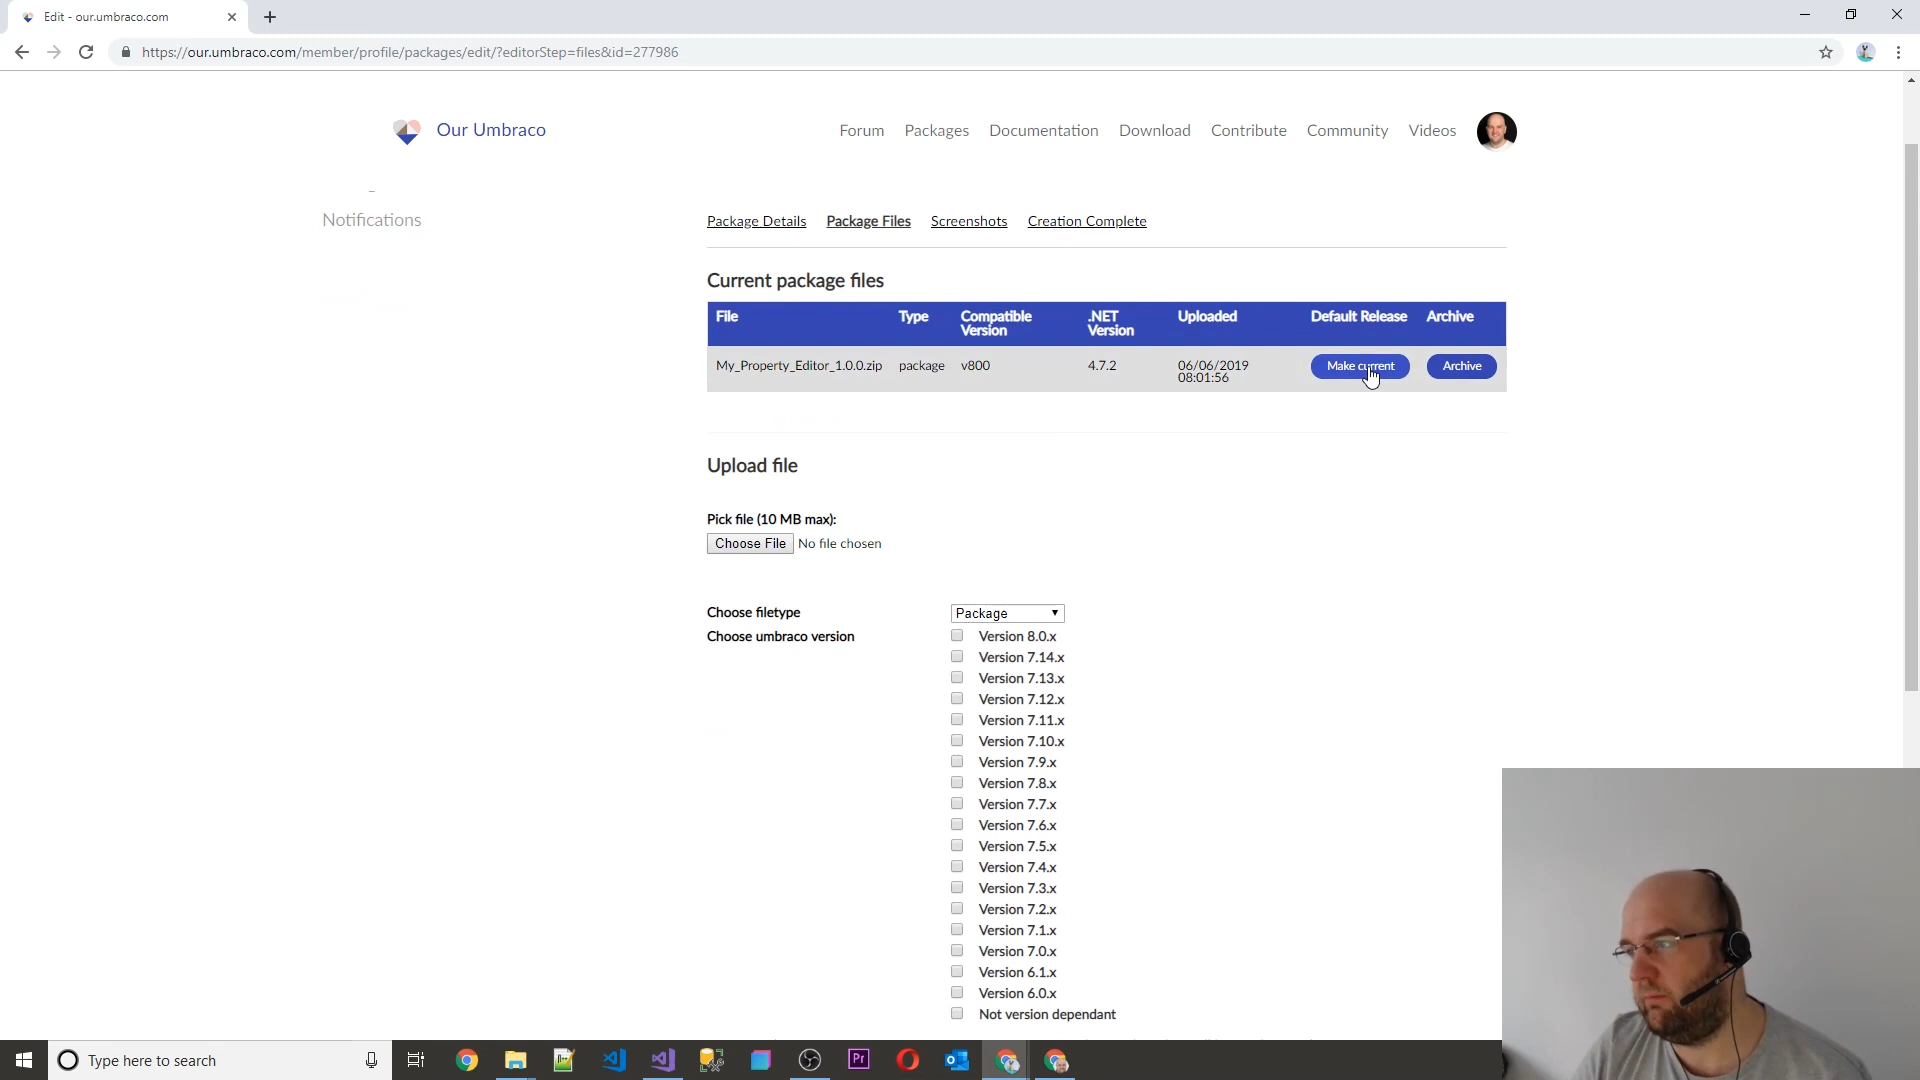 Edit - our.umbraco.com
https://our.umbraco.com/member/profile/packages/edit/?editorStep=files&id=277986
Our Umbraco
Forum Packages Documentation Download Contribute Community Videos
Notifications
Package Details Package Files Screenshots Creation Complete
Current package files
File Type Compatible Version .NET Version Uploaded Default Release Archive
My_Property_Editor_1.0.0.zip package v800 4.7.2 06/06/2019 08:01:56 Make current Archive
Upload file
Pick file (10 MB max):
Choose File No file chosen
Choose filetype Package
Choose umbraco version
Version 8.0.x
Version 7.14.x
Version 7.13.x
Version 7.12.x
Version 7.11.x
Version 7.10.x
Version 7.9.x
Version 7.8.x
Version 7.7.x
Version 7.6.x
Version 7.5.x
Version 7.4.x
Version 7.3.x
Version 7.2.x
Version 7.1.x
Version 7.0.x
Version 6.1.x
Version 6.0.x
Not version dependant
Type here to search
Pr